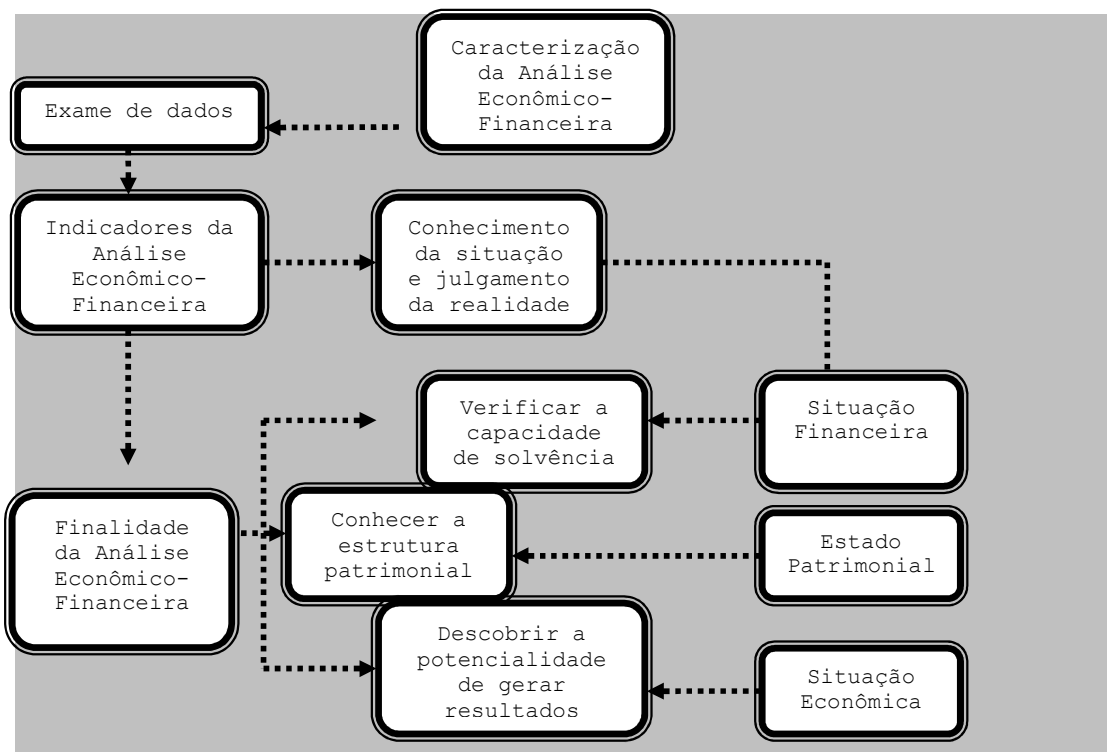 Caracterização
da Análise
Econômico-
Financeira
Exame de dados
Indicadores da
Análise
Econômico-
Financeira
Conhecimento
da situação
e julgamento
da realidade
Verificar a
capacidade
de solvência
Situação
Financeira
Finalidade
da Análise
Econômico-
Financeira
Conhecer a
estrutura
patrimonial
Estado
Patrimonial
Descobrir a
potencialidade
de gerar
resultados
Situação
Econômica